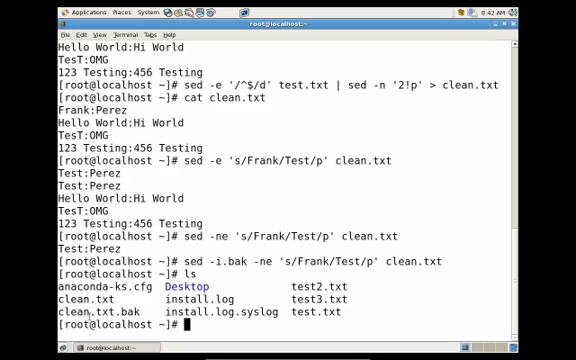 Applications Places System 8:42 AM
root@localhost:~
File Edit View Terminal Tabs Help
Hello World:Hi World
TesT:OMG
123 Testing:456 Testing
[root@localhost ~]# sed -e '/^$/d' test.txt | sed -n '2!p' > clean.txt
[root@localhost ~]# cat clean.txt
Frank:Perez
Hello World:Hi World
TesT:OMG
123 Testing:456 Testing
[root@localhost ~]# sed -e 's/Frank/Test/p' clean.txt
Test:Perez
Test:Perez
Hello World:Hi World
TesT:OMG
123 Testing:456 Testing
[root@localhost ~]# sed -ne 's/Frank/Test/p' clean.txt
Test:Perez
[root@localhost ~]# sed -i.bak -ne 's/Frank/Test/p' clean.txt
[root@localhost ~]# ls
anaconda-ks.cfg Desktop test2.txt
clean.txt install.log test3.txt
clean.txt.bak install.log.syslog test.txt
[root@localhost ~]#
root@localhost:~